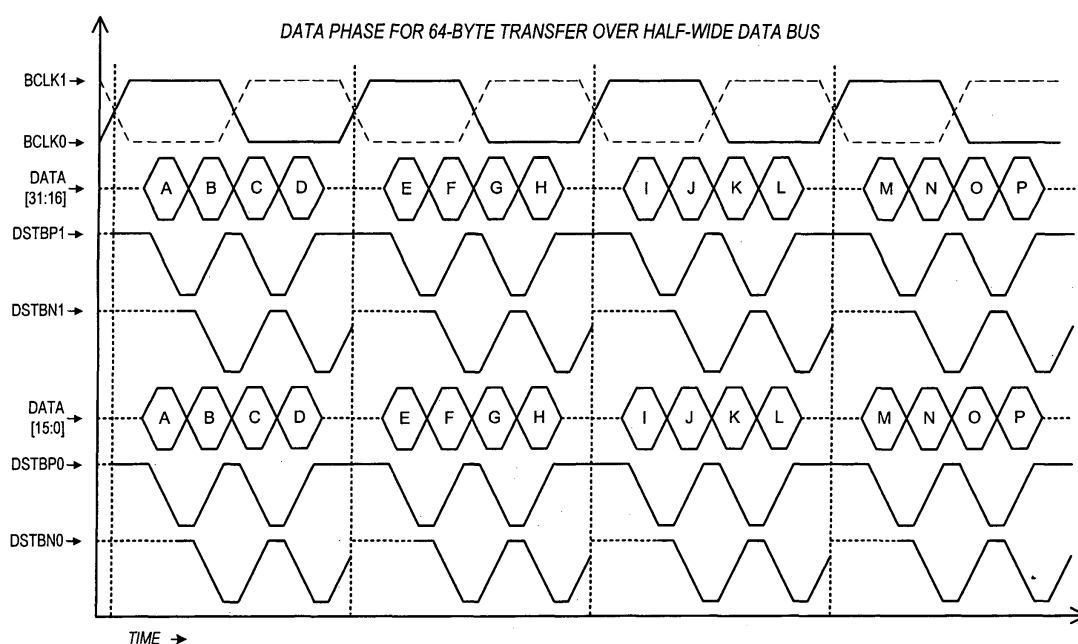 DATA PHASE FOR 64-BYTE TRANSFER OVER HALF-WIDE DATA BUS
BCLK1
BCLK0
DATA
[31:16]
A B C D E F G H I J K L M N O P
DSTBP1
DSTBN1
DATA
[15:0]
A B C D E F G H I J K L M N O P
DSTBP0
DSTBN0
TIME